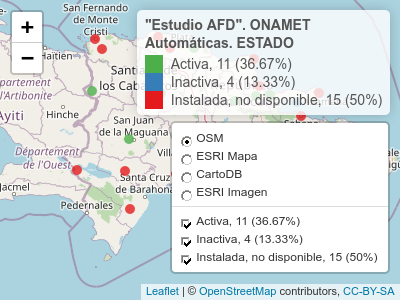 San Fernando
de Monte
Cristi
+
−
"Estudio AFD". ONAMET
Automáticas. ESTADO
Activa, 11 (36.67%)
Inactiva, 4 (13.33%)
Instalada, no disponible, 15 (50%)
Département
de l'Artibonite
Hinche
Ayiti
San Juan
de la Maguana
Département
de l'Ouest
Jacmel
Santa Cruz
de Barahona
Pedernales
OSM
ESRI Mapa
CartoDB
ESRI Imagen
Activa, 11 (36.67%)
Inactiva, 4 (13.33%)
Instalada, no disponible, 15 (50%)
Leaflet | © OpenStreetMap contributors, CC-BY-SA